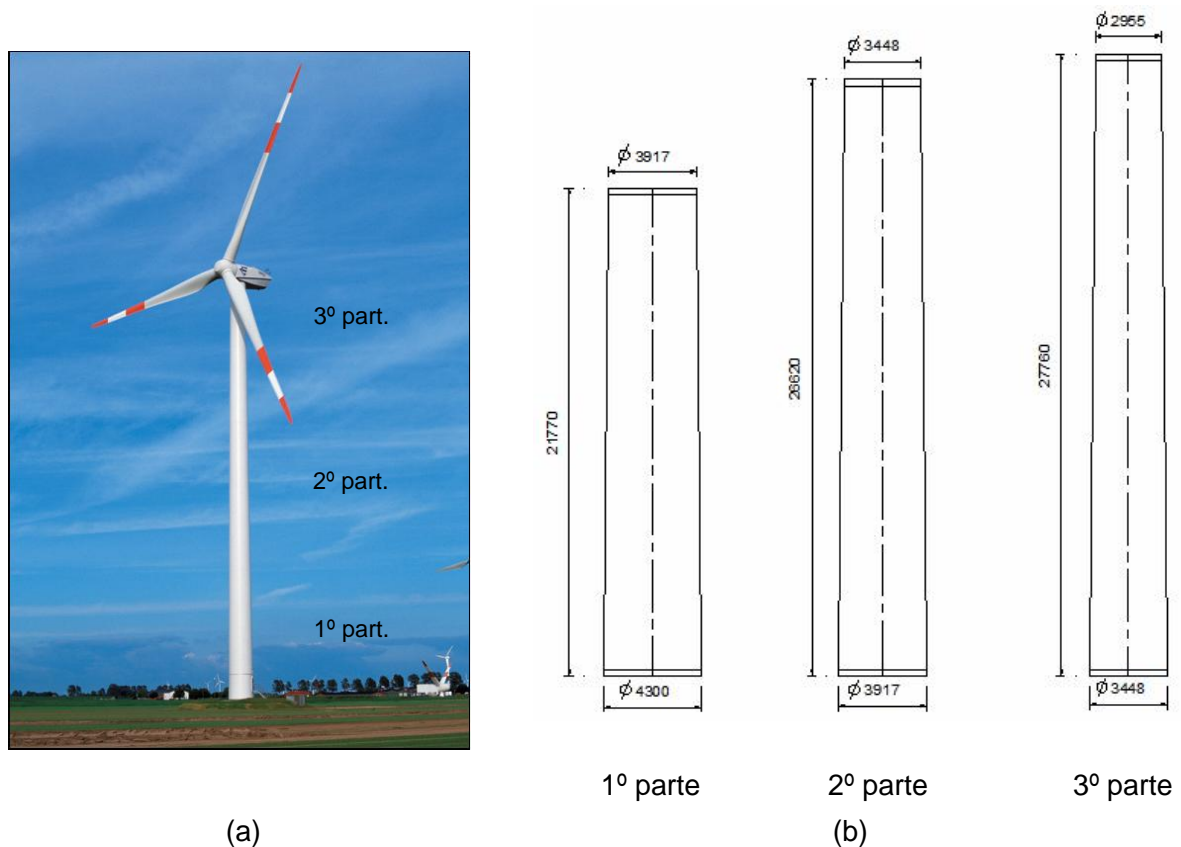 3º part.
2º part.
1º part.
(a)
⌀3917
21770
⌀4300
1º parte
⌀3448
26620
⌀3917
2º parte
⌀2955
27760
⌀3448
3º parte
(b)